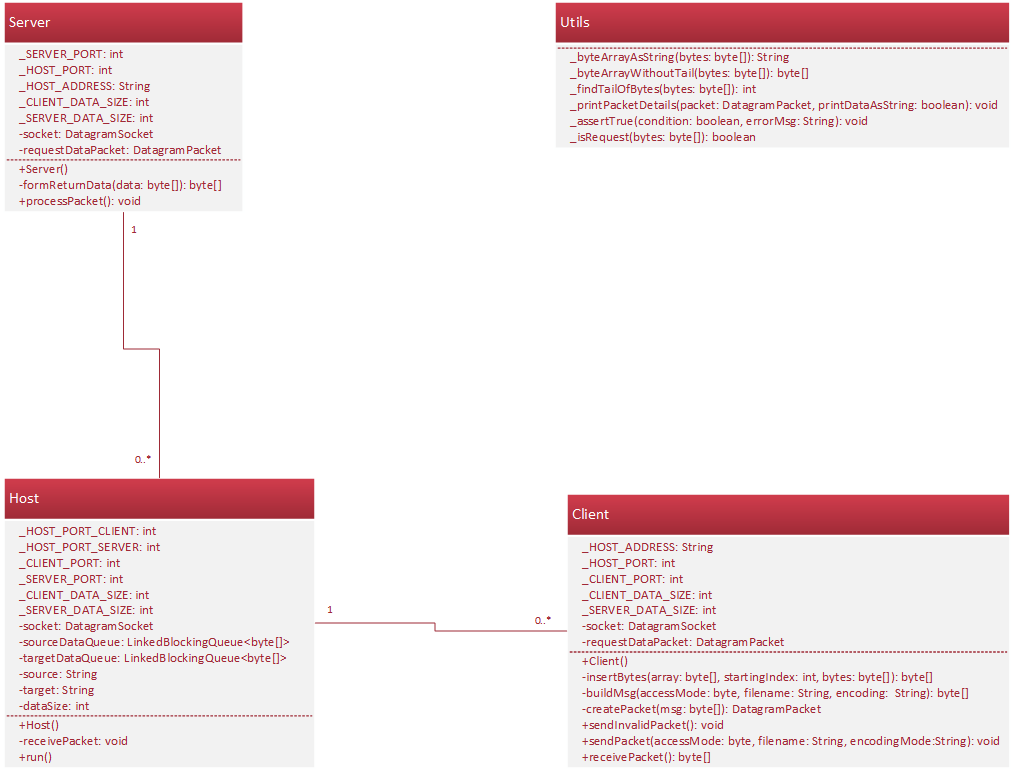 Server
_SERVER_PORT: int
_HOST_PORT: int
_HOST_ADDRESS: String
_CLIENT_DATA_SIZE: int
_SERVER_DATA_SIZE: int
-socket: DatagramSocket
-requestDataPacket: DatagramPacket
+Server()
-formReturnData(data: byte[]): byte[]
+processPacket(): void
Utils
_byteArrayAsString(bytes: byte[]): String
_byteArrayWithoutTail(bytes: byte[]): byte[]
_findTailOfBytes(bytes: byte[]): int
_printPacketDetails(packet: DatagramPacket, printDataAsString: boolean): void
_assertTrue(condition: boolean, errorMsg: String): void
_isRequest(bytes: byte[]): boolean
1
0..*
Host
_HOST_PORT_CLIENT: int
_HOST_PORT_SERVER: int
_CLIENT_PORT: int
_SERVER_PORT: int
_CLIENT_DATA_SIZE: int
_SERVER_DATA_SIZE: int
-socket: DatagramSocket
-sourceDataQueue: LinkedBlockingQueue<byte[]>
-targetDataQueue: LinkedBlockingQueue<byte[]>
-source: String
-target: String
-dataSize: int
+Host()
-receivePacket: void
+run()
1
0..*
Client
_HOST_ADDRESS: String
_HOST_PORT: int
_CLIENT_PORT: int
_CLIENT_DATA_SIZE: int
_SERVER_DATA_SIZE: int
-socket: DatagramSocket
-requestDataPacket: DatagramPacket
+Client()
-insertBytes(array: byte[], startingIndex: int, bytes: byte[]): byte[]
-buildMsg(accessMode: byte, filename: String, encoding:  String): byte[]
-createPacket(msg: byte[]): DatagramPacket
+sendInvalidPacket(): void
+sendPacket(accessMode: byte, filename: String, encodingMode:String): void
+receivePacket(): byte[]